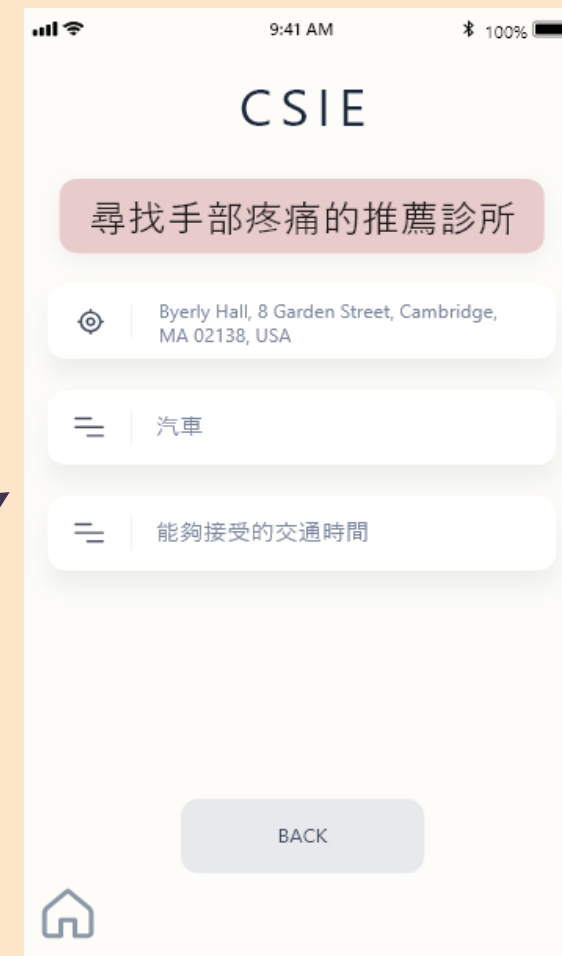 9:41 AM
100%
CSIE
尋找手部疼痛的推薦診所
Byerly Hall, 8 Garden Street, Cambridge,
MA 02138, USA
汽車
能夠接受的交通時間
BACK